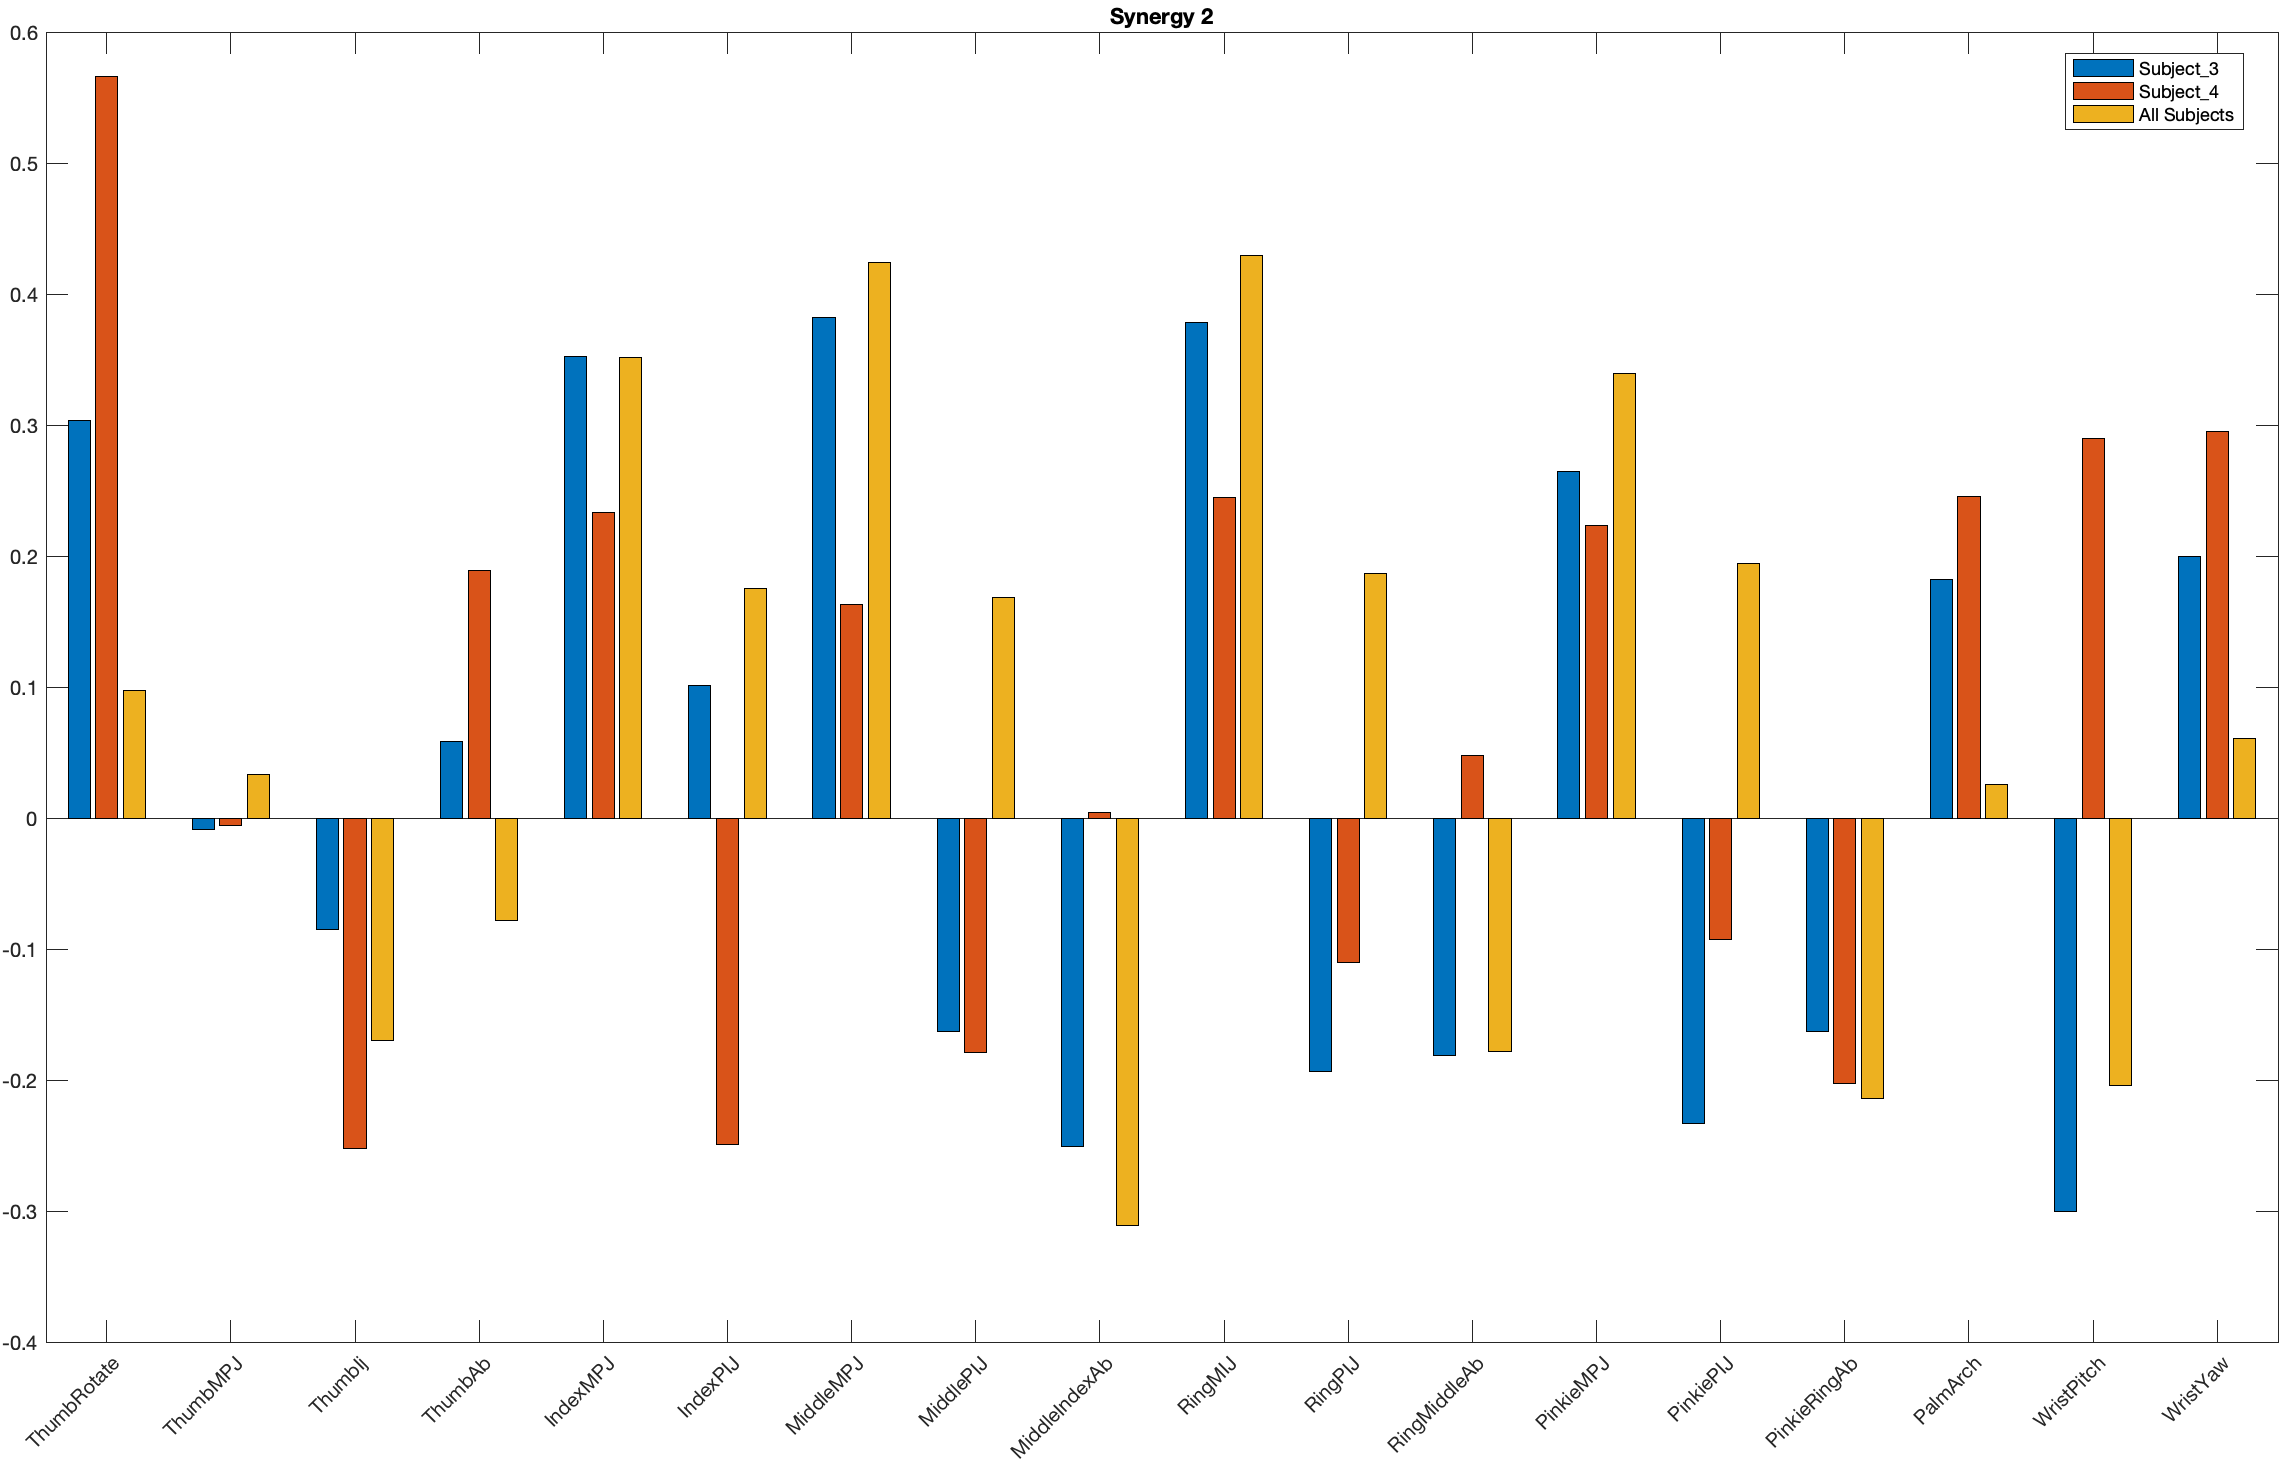 Synergy 2
Subject_3
Subject_4
All Subjects
0.6
0.5
0.4
0.3
0.2
0.1
0
-0.1
-0.2
-0.3
-0.4
ThumbRotate
ThumbMPJ
ThumbIj
ThumbAb
IndexMPJ
IndexPIJ
MiddleMPJ
MiddlePIJ
MiddleIndexAb
RingMIJ
RingPIJ
RingMiddleAb
PinkieMPJ
PinkiePIJ
PinkieRingAb
PalmArch
WristPitch
WristYaw